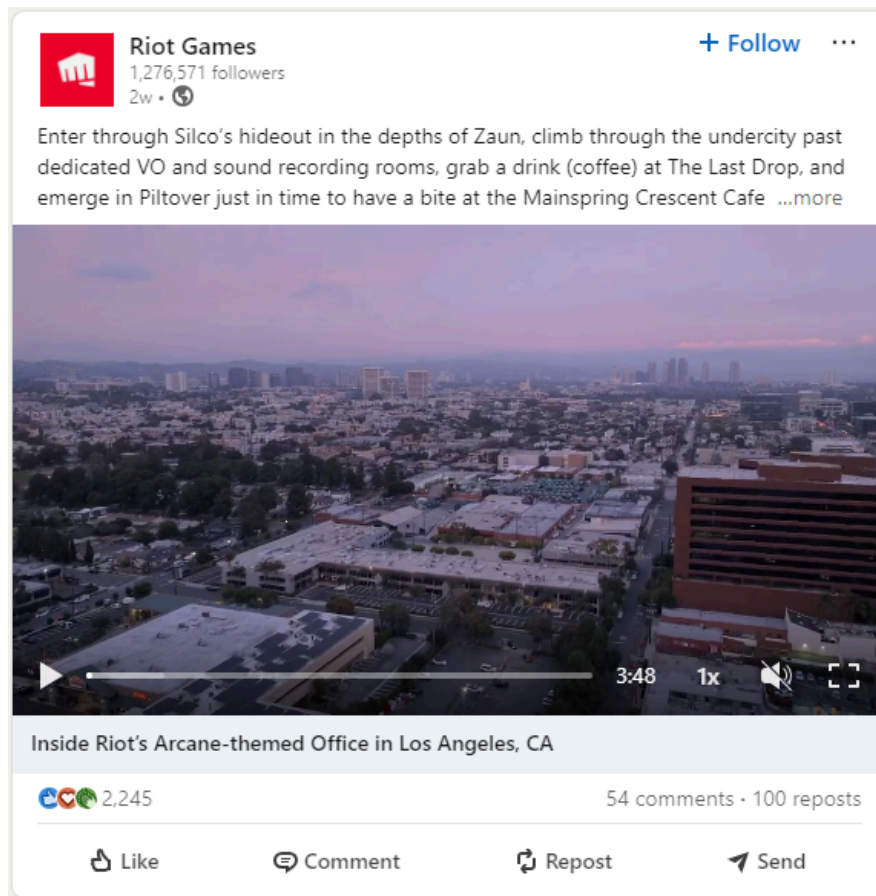 Riot Games
+ Follow
1,276,571 followers
2w •
Enter through Silco's hideout in the depths of Zaun, climb through the undercity past
dedicated VO and sound recording rooms, grab a drink (coffee) at The Last Drop, and
emerge in Piltover just in time to have a bite at the Mainspring Crescent Cafe ...more
3:48 1x
Inside Riot's Arcane-themed Office in Los Angeles, CA
2,245 54 comments • 100 reposts
Like Comment Repost Send